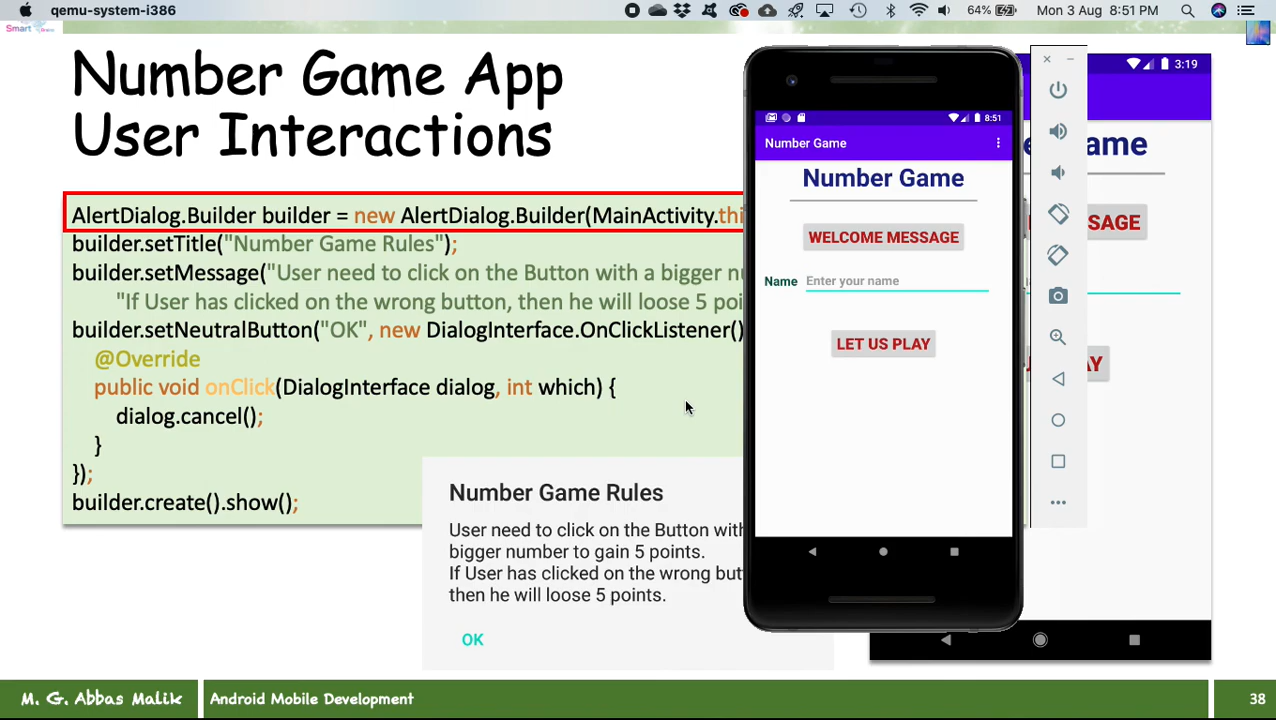 qemu-system-i386
64%
Mon 3 Aug 8:51 PM
Smart
Number Game App
User Interactions
AlertDialog.Builder builder = new AlertDialog.Builder(MainActivity.thi
builder.setTitle("Number Game Rules");
builder.setMessage("User need to click on the Button with a bigger nu
"If User has clicked on the wrong button, then he will loose 5 poi
builder.setNeutralButton("OK", new DialogInterface.OnClickListener()
@Override
public void onClick(DialogInterface dialog, int which) {
dialog.cancel();
}
});
builder.create().show();
Number Game Rules
User need to click on the Button with
bigger number to gain 5 points.
If User has clicked on the wrong but
then he will loose 5 points.
OK
8:51
Number Game
Number Game
WELCOME MESSAGE
Name Enter your name
LET US PLAY
3:19
ame
SAGE
AY
M. G. Abbas Malik
Android Mobile Development
38